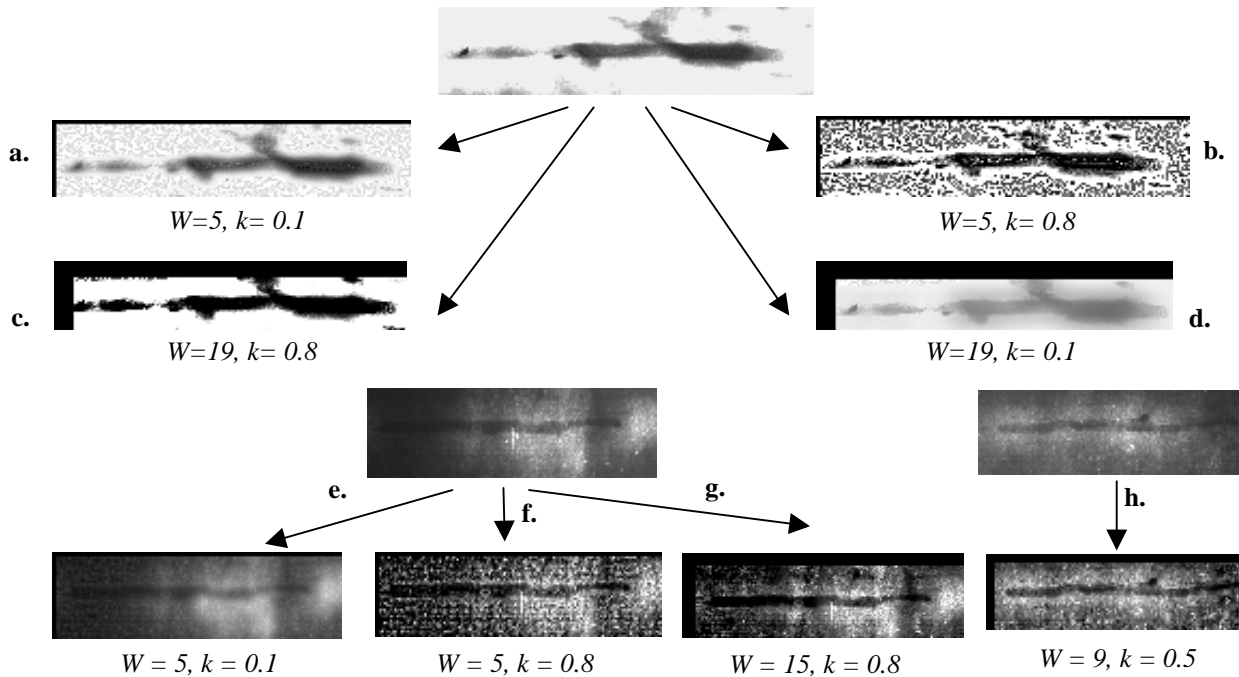 a.
b.
W=5, k= 0.1
W=5, k= 0.8
c.
d.
W=19, k= 0.8
W=19, k= 0.1
e.
f.
g.
h.
W = 5, k = 0.1
W = 5, k = 0.8
W = 15, k = 0.8
W = 9, k = 0.5